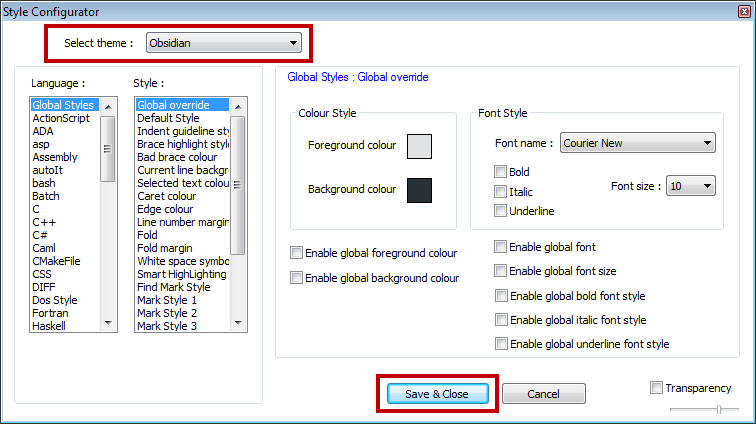 Style Configurator
Select theme : Obsidian
Language :
Global Styles
ActionScript
ADA
asp
Assembly
autoIt
bash
Batch
C
C++
C#
Caml
CMakeFile
CSS
DIFF
Dos Style
Fortran
Haskell
Style :
Global override
Default Style
Indent guideline sty
Brace highlight style
Bad brace colour
Current line backgro
Selected text colou
Caret colour
Edge colour
Line number margin
Fold
Fold margin
White space symbo
Smart HighLighting
Find Mark Style
Mark Style 1
Mark Style 2
Mark Style 3
Global Styles : Global override
Colour Style
Foreground colour
Background colour
Enable global foreground colour
Enable global background colour
Font Style
Font name : Courier New
Bold
Italic
Underline
Font size : 10
Enable global font
Enable global font size
Enable global bold font style
Enable global italic font style
Enable global underline font style
Save & Close
Cancel
Transparency